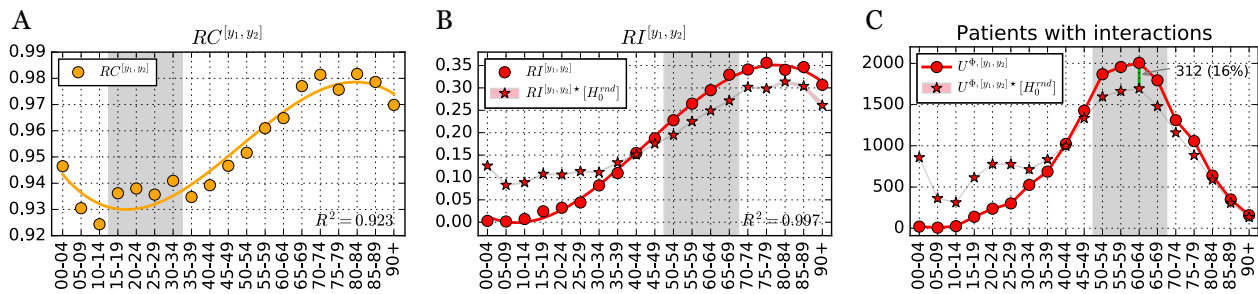 A
RC^[y₁,y₂]
0.99
0.98
0.97
0.96
0.95
0.94
0.93
0.92
RC^[y₁,y₂]
R² = 0.923
00-04 05-09 10-14 15-19 20-24 25-29 30-34 35-39 40-44 45-49 50-54 55-59 60-64 65-69 70-74 75-79 80-84 85-89 90+
B
RI^[y₁,y₂]
0.35
0.30
0.25
0.20
0.15
0.10
0.05
0.00
RI^[y₁,y₂]
RI^[y₁,y₂]★ [H₀^rnd]
R² = 0.997
00-04 05-09 10-14 15-19 20-24 25-29 30-34 35-39 40-44 45-49 50-54 55-59 60-64 65-69 70-74 75-79 80-84 85-89 90+
C
Patients with interactions
2000
1500
1000
500
0
U^Φ,[y₁,y₂]
U^Φ,[y₁,y₂]★ [H₀^rnd]
312 (16%)
00-04 05-09 10-14 15-19 20-24 25-29 30-34 35-39 40-44 45-49 50-54 55-59 60-64 65-69 70-74 75-79 80-84 85-89 90+